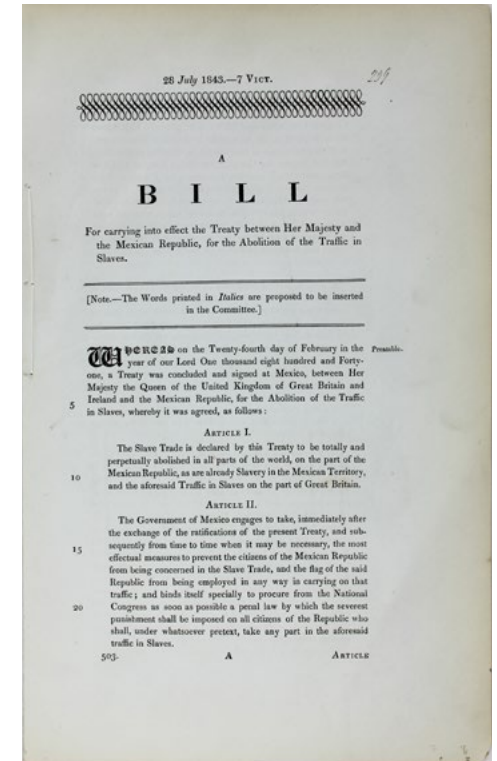 28 July 1843.—7 VICT.
A
BILL
For carrying into effect the Treaty between Her Majesty and
the Mexican Republic, for the Abolition of the Traffic in
Slaves.
[Note.—The Words printed in Italics are proposed to be inserted
in the Committee.]
WHEREAS on the Twenty-fourth day of February in the Preamble.
year of our Lord One thousand eight hundred and Forty-
one, a Treaty was concluded and signed at Mexico, between Her
Majesty the Queen of the United Kingdom of Great Britain and
5 Ireland and the Mexican Republic, for the Abolition of the Traffic
in Slaves, whereby it was agreed, as follows:
ARTICLE I.
The Slave Trade is declared by this Treaty to be totally and
perpetually abolished in all parts of the world, on the part of the
10 Mexican Republic, as are already Slavery in the Mexican Territory,
and the aforesaid Traffic in Slaves on the part of Great Britain.
ARTICLE II.
The Government of Mexico engages to take, immediately after
the exchange of the ratifications of the present Treaty, and sub-
15 sequently from time to time when it may be necessary, the most
effectual measures to prevent the citizens of the Mexican Republic
from being concerned in the Slave Trade, and the flag of the said
Republic from being employed in any way in carrying on that
traffic; and binds itself specially to procure from the National
20 Congress as soon as possible a penal law by which the severest
punishment shall be imposed on all citizens of the Republic who
shall, under whatsoever pretext, take any part in the aforesaid
traffic in Slaves.
503. A ARTICLE